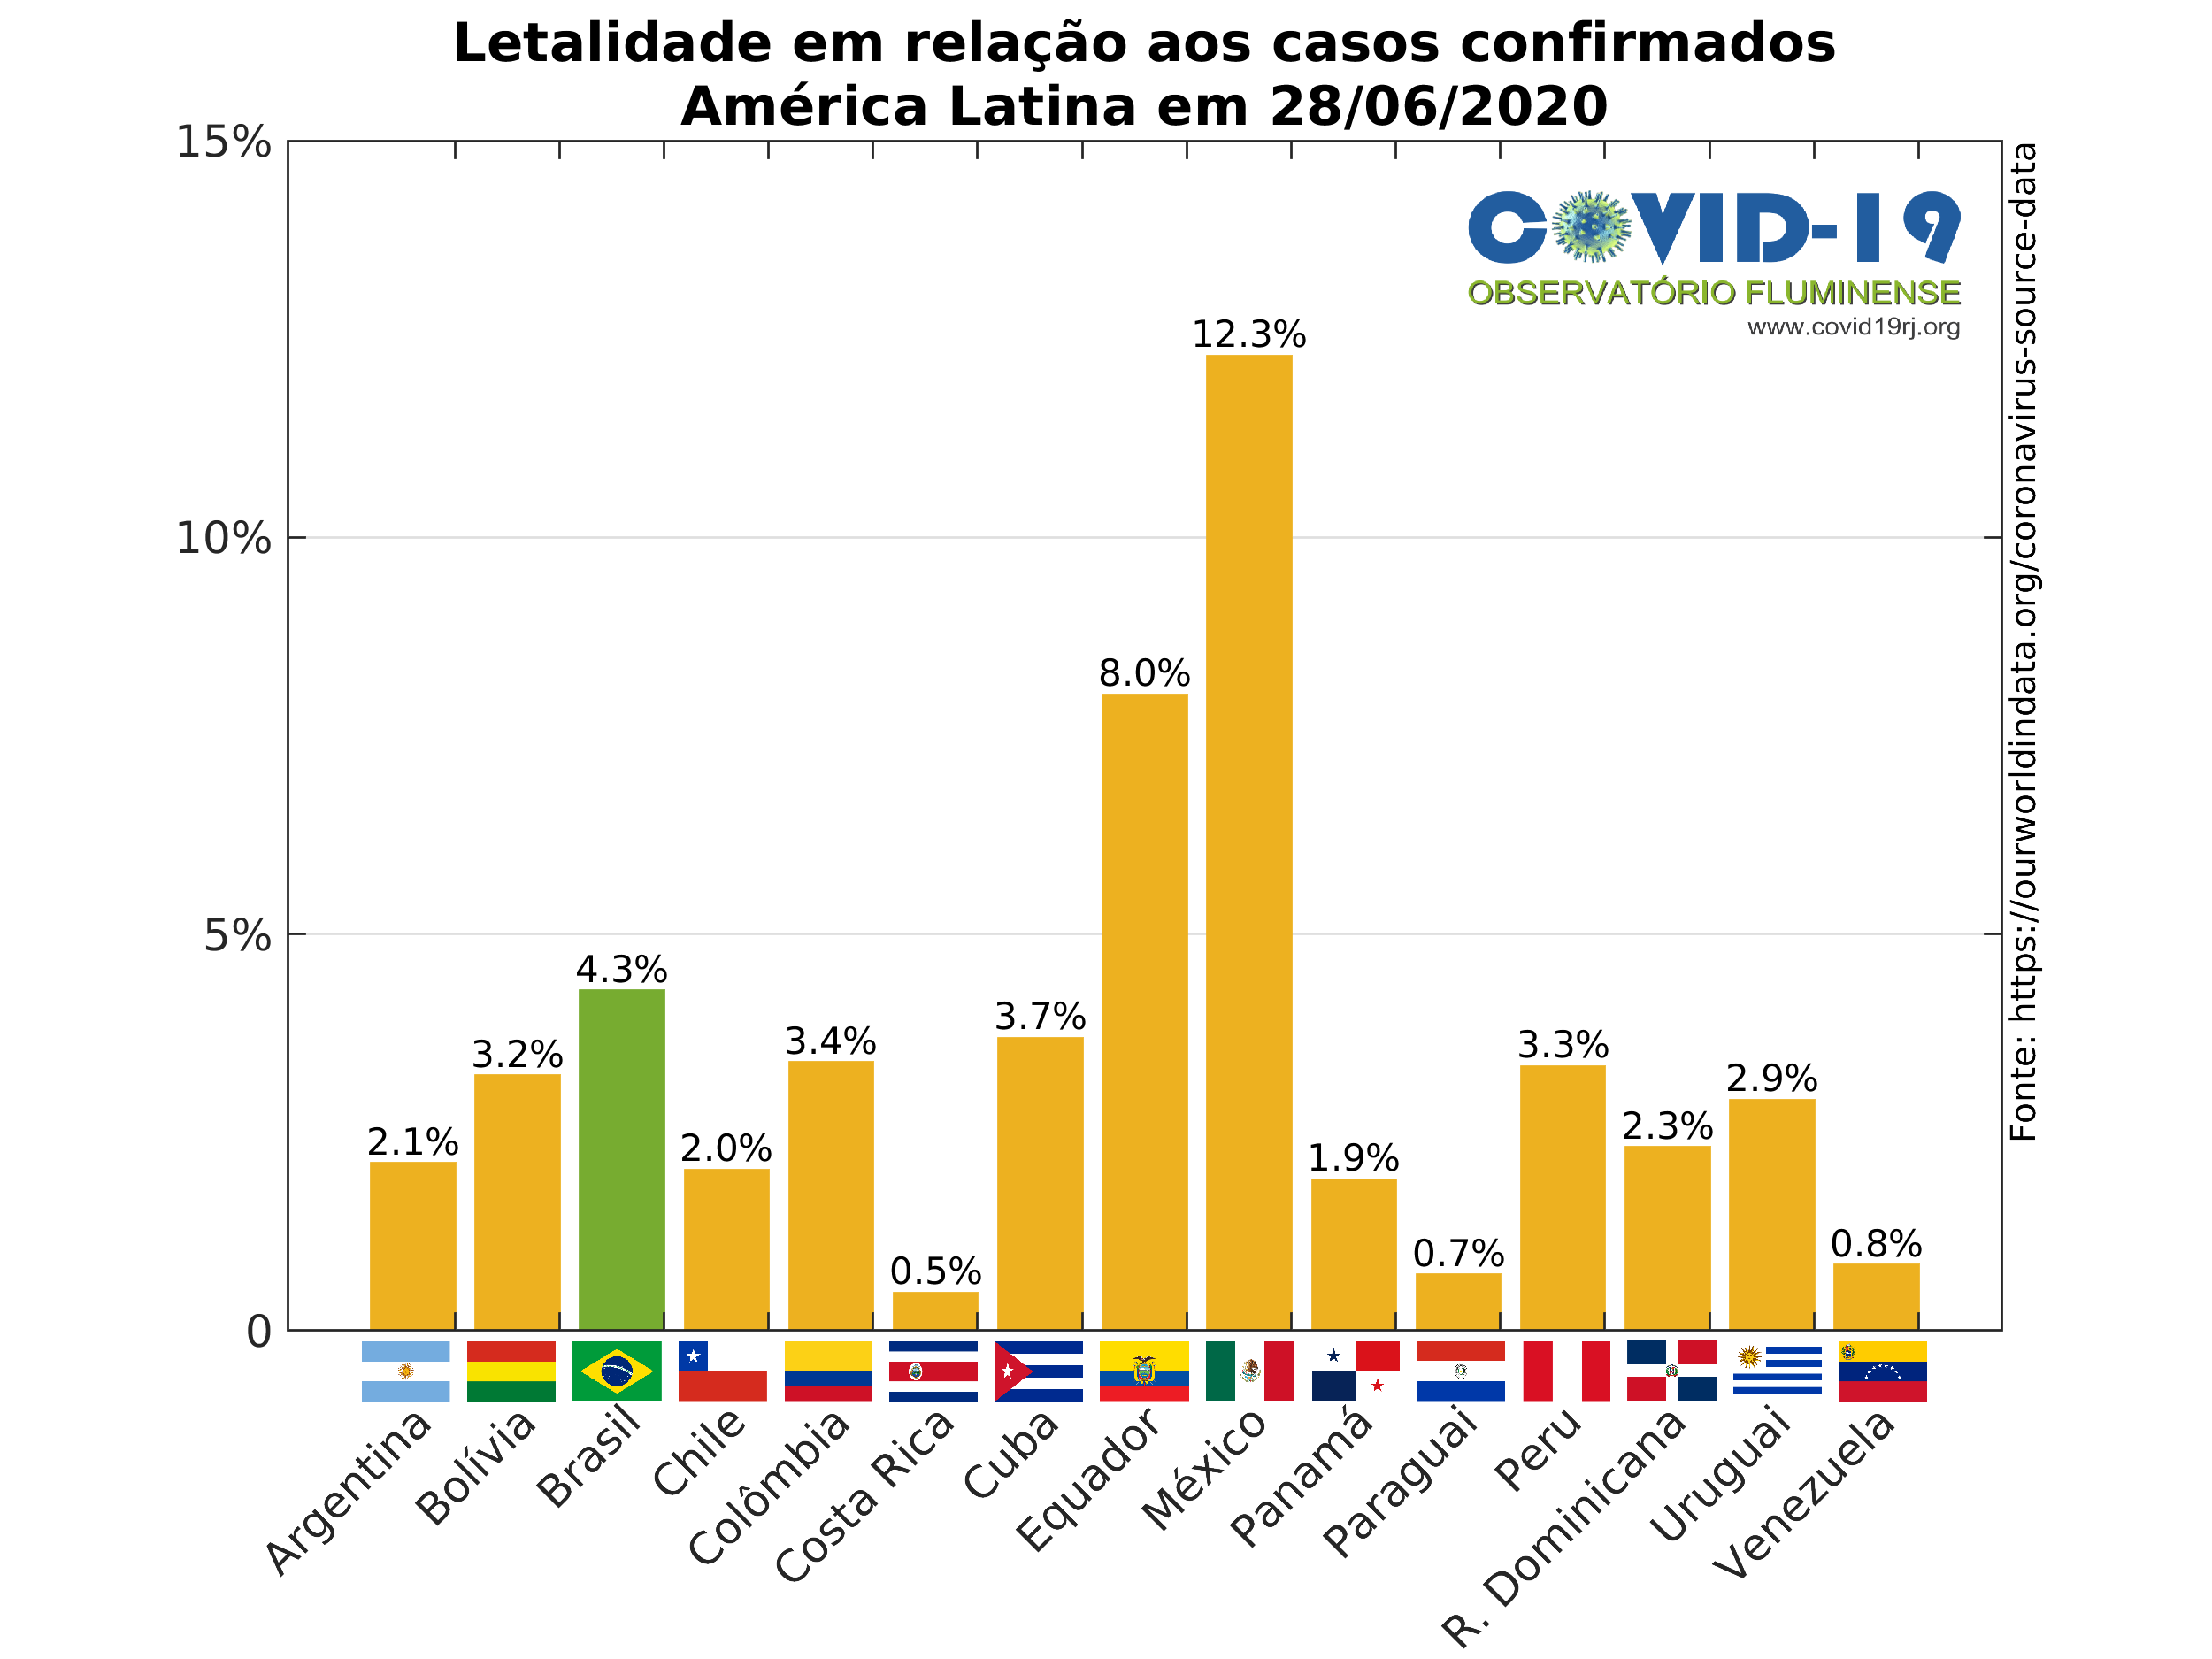 Letalidade em relação aos casos confirmados
América Latina em 28/06/2020
15%
10%
5%
0
COVID-19
OBSERVATÓRIO FLUMINENSE
www.covid19rj.org
Fonte: https://ourworldindata.org/coronavirus-source-data
2.1%
3.2%
4.3%
2.0%
3.4%
0.5%
3.7%
8.0%
12.3%
1.9%
0.7%
3.3%
2.3%
2.9%
0.8%
Argentina
Bolívia
Brasil
Chile
Colômbia
Costa Rica
Cuba
Equador
México
Panamá
Paraguai
Peru
R. Dominicana
Uruguai
Venezuela